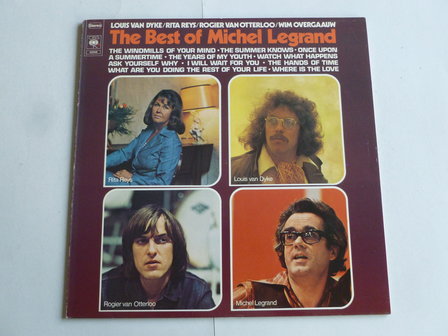 Stereo
CBS
LOUIS VAN DYKE/RITA REYS/ROGIER VAN OTTERLOO/WIM OVERGAAUW
The Best of Michel Legrand
THE WINDMILLS OF YOUR MIND • THE SUMMER KNOWS • ONCE UPON
A SUMMERTIME • THE YEARS OF MY YOUTH • WATCH WHAT HAPPENS
ASK YOURSELF WHY • I WILL WAIT FOR YOU • THE HANDS OF TIME
WHAT ARE YOU DOING THE REST OF YOUR LIFE • WHERE IS THE LOVE
Rita Reys
Louis van Dyke
Rogier van Otterloo
Michel Legrand